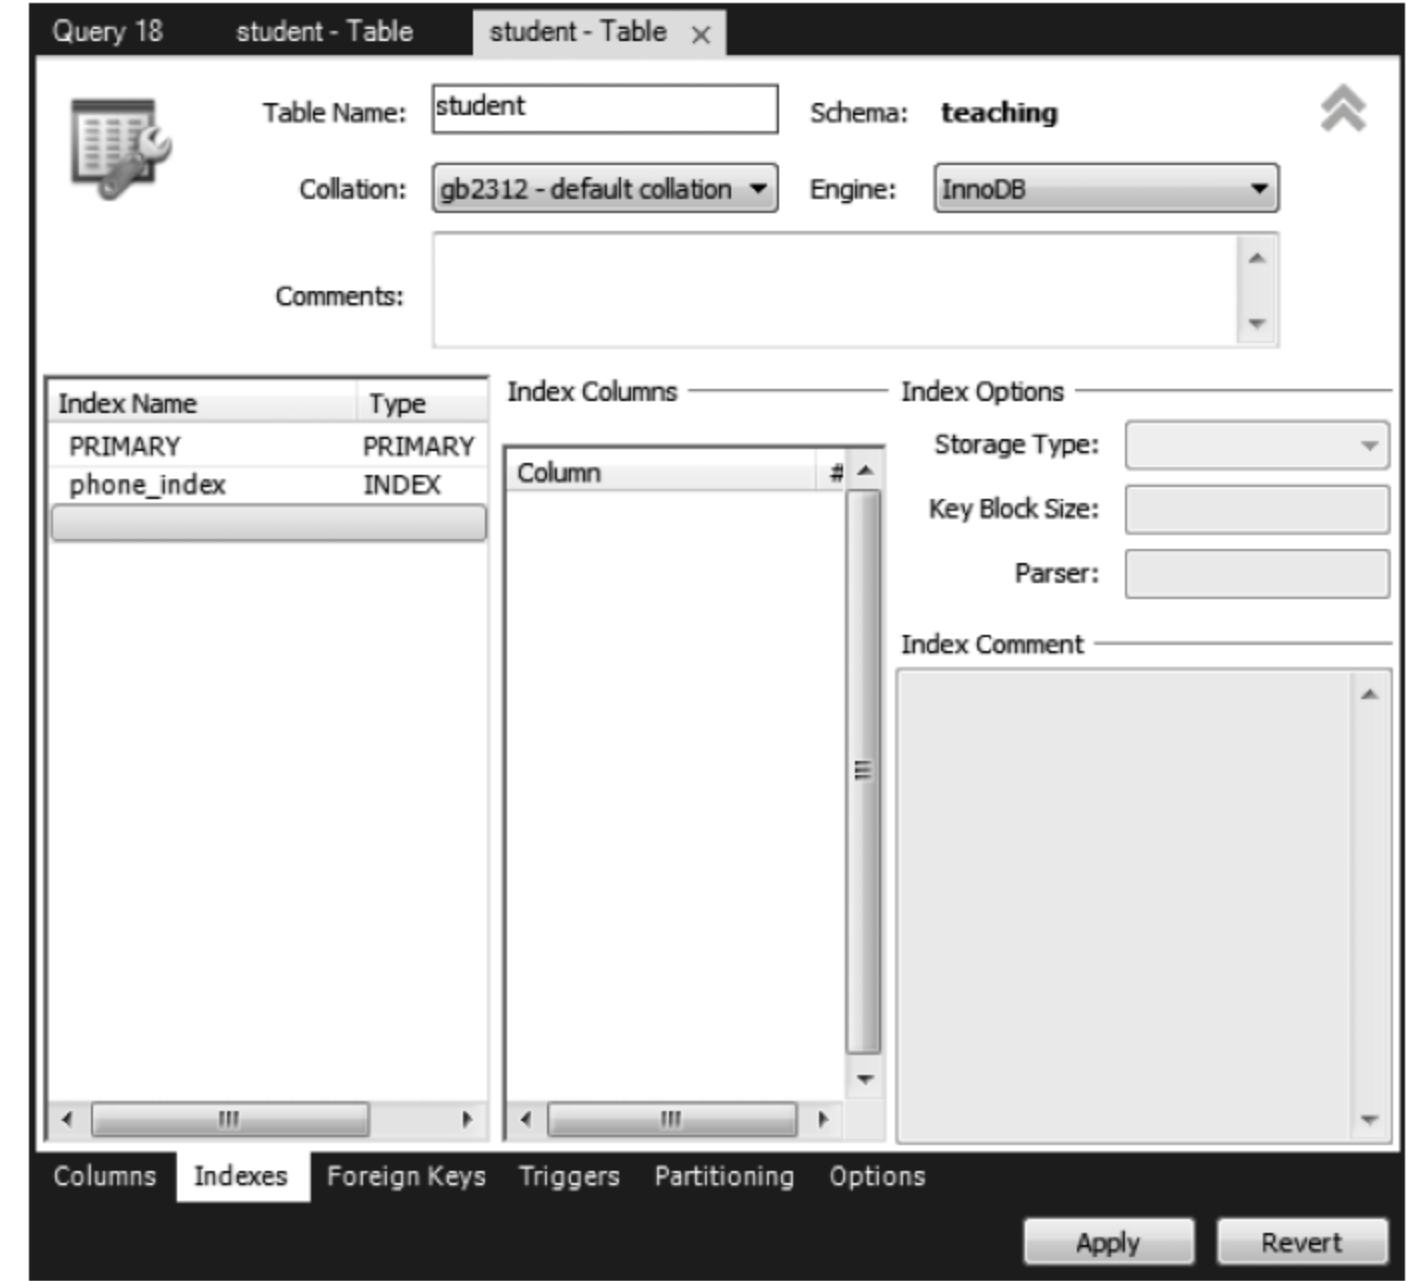 Query 18 student - Table student - Table ×
Table Name: student Schema: teaching
Collation: gb2312 - default collation Engine: InnoDB
Comments:
Index Name Type
PRIMARY PRIMARY
phone_index INDEX
Index Columns
Column #
Index Options
Storage Type:
Key Block Size:
Parser:
Index Comment
Columns Indexes Foreign Keys Triggers Partitioning Options
Apply Revert